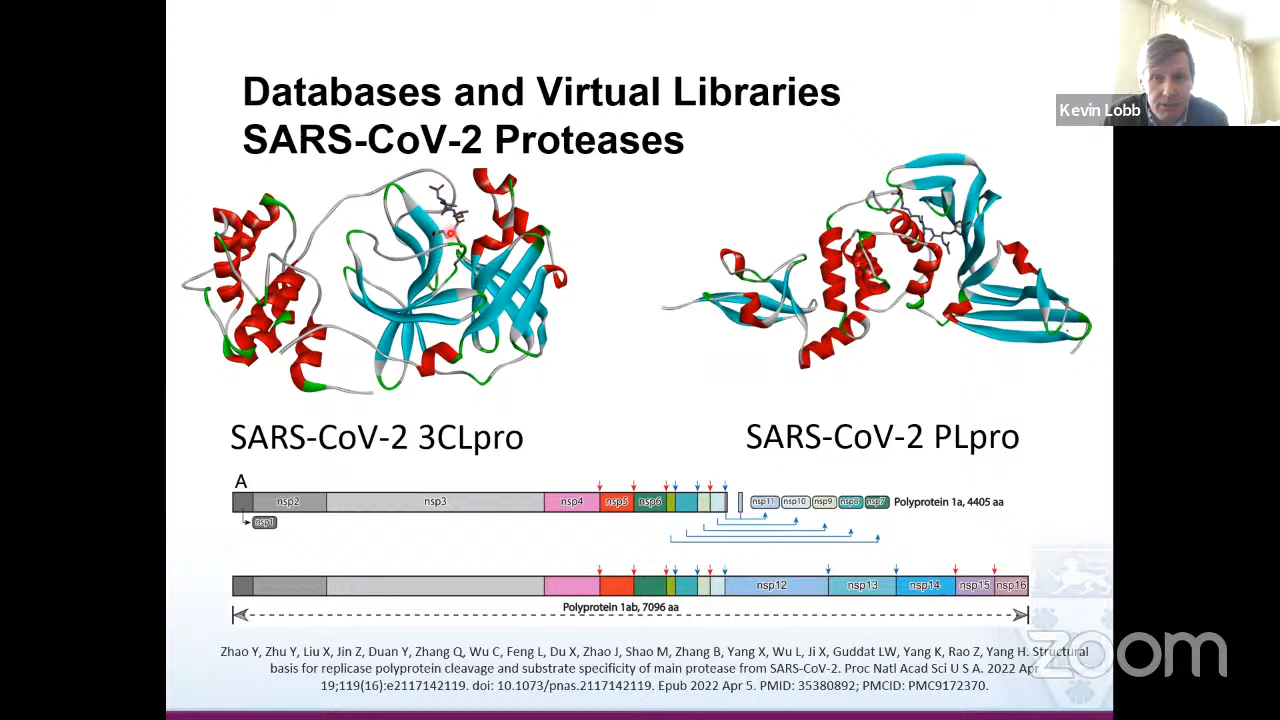 Databases and Virtual Libraries
SARS-CoV-2 Proteases
Kevin Lobb
SARS-CoV-2 3CLpro
SARS-CoV-2 PLpro
A
nsp2 nsp3 nsp4 nsp5 nsp6 nsp11 nsp10 nsp9 nsp8 nsp7 Polyprotein 1a, 4405 aa
nsp1
nsp12 nsp13 nsp14 nsp15 nsp16
Polyprotein 1ab, 7096 aa
Zhao Y, Zhu Y, Liu X, Jin Z, Duan Y, Zhang Q, Wu C, Feng L, Du X, Zhao J, Shao M, Zhang B, Yang X, Wu L, Ji X, Guddat LW, Yang K, Rao Z, Yang H. Structural
basis for replicase polyprotein cleavage and substrate specificity of main protease from SARS-CoV-2. Proc Natl Acad Sci U S A. 2022 Apr
19;119(16):e2117142119. doi: 10.1073/pnas.2117142119. Epub 2022 Apr 5. PMID: 35380892; PMCID: PMC9172370.
zoom